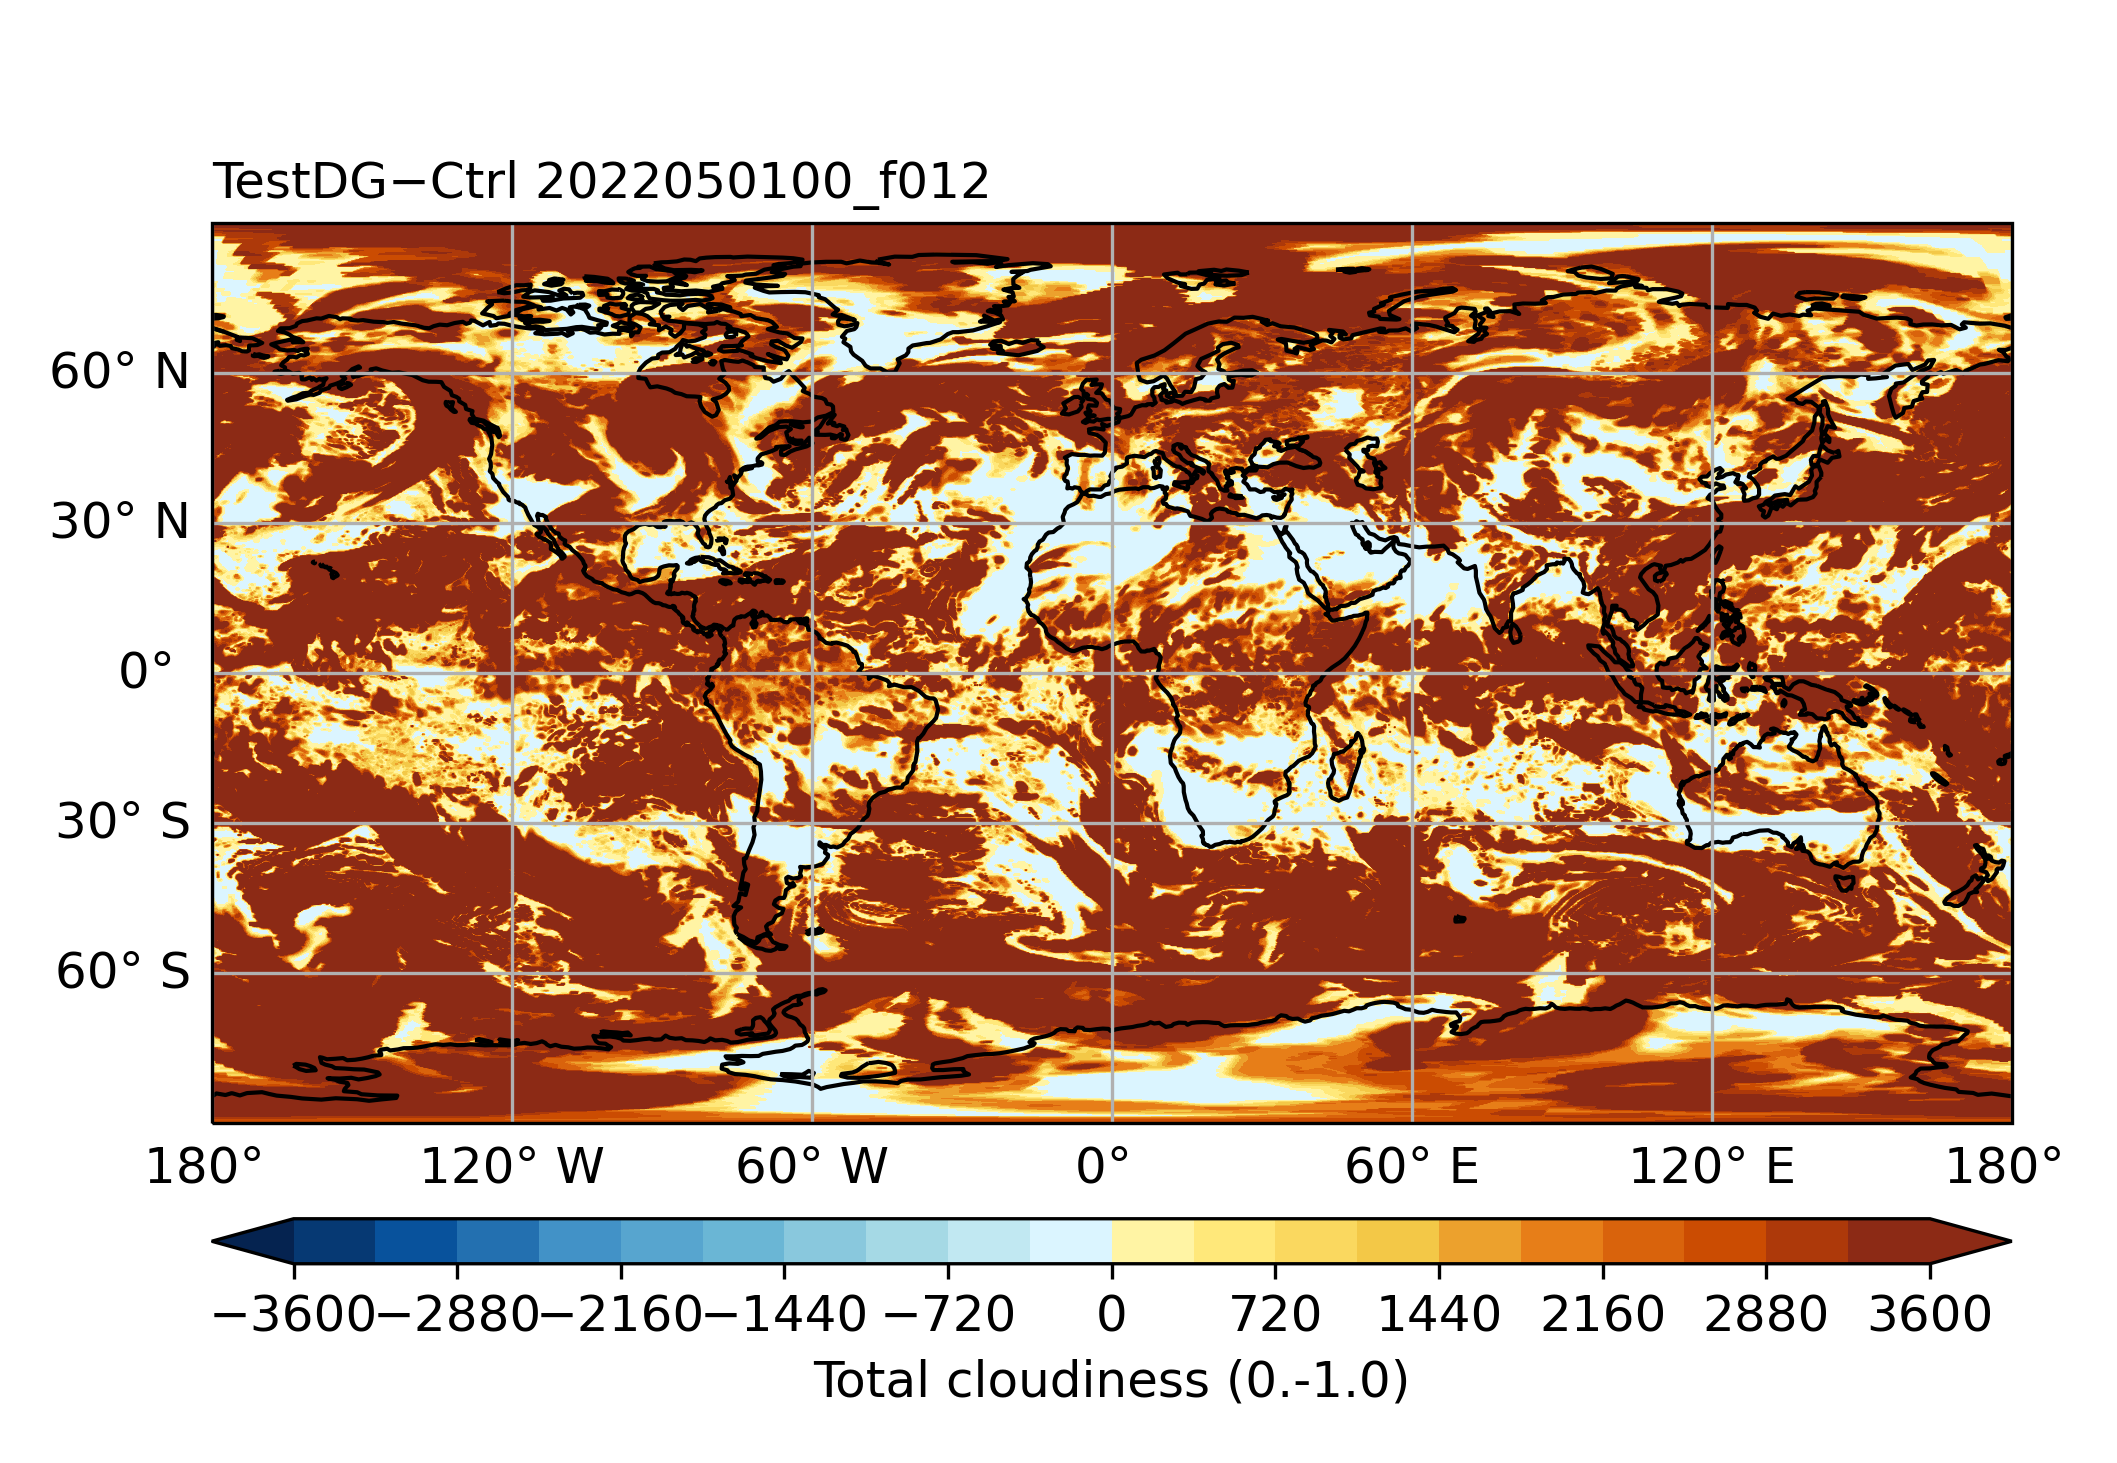 TestDG−Ctrl 2022050100_f012
60° N
30° N
0°
30° S
60° S
180° 120° W 60° W 0° 60° E 120° E 180°
−3600 −2880 −2160 −1440 −720 0 720 1440 2160 2880 3600
Total cloudiness (0.-1.0)